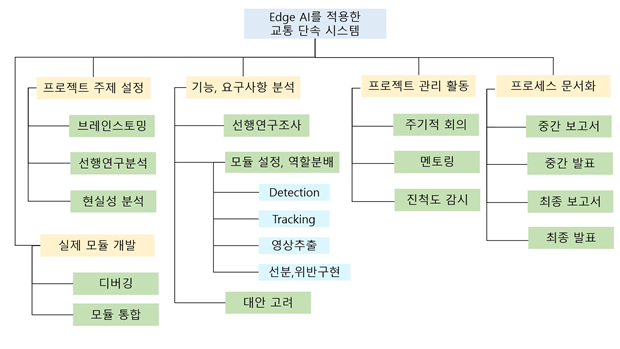 Edge AI를 적용한
교통 단속 시스템
프로젝트 주제 설정
브레인스토밍
선행연구분석
현실성 분석
실제 모듈 개발
디버깅
모듈 통합
기능, 요구사항 분석
선행연구조사
모듈 설정, 역할분배
Detection
Tracking
영상추출
선분,위반구현
대안 고려
프로젝트 관리 활동
주기적 회의
멘토링
진척도 감시
프로세스 문서화
중간 보고서
중간 발표
최종 보고서
최종 발표